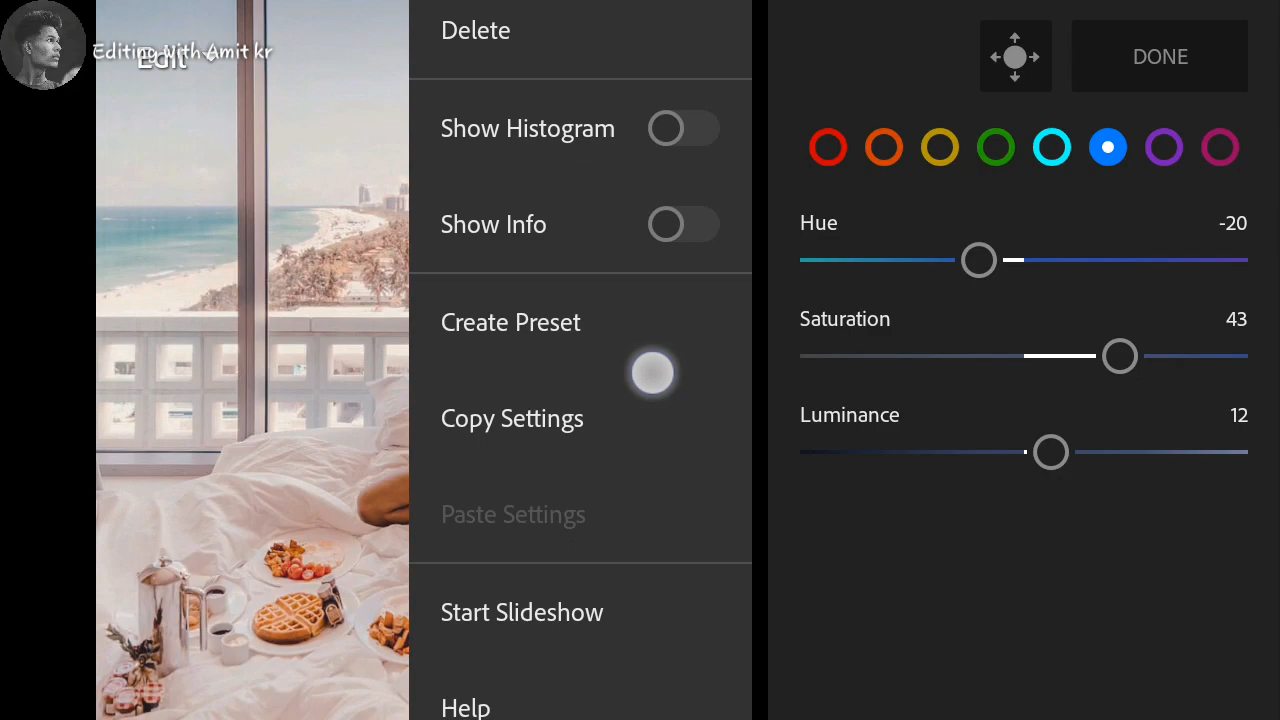 Editing with Amit kr
Edit
Delete
Show Histogram
Show Info
Create Preset
Copy Settings
Paste Settings
Start Slideshow
Help
DONE
Hue -20
Saturation 43
Luminance 12